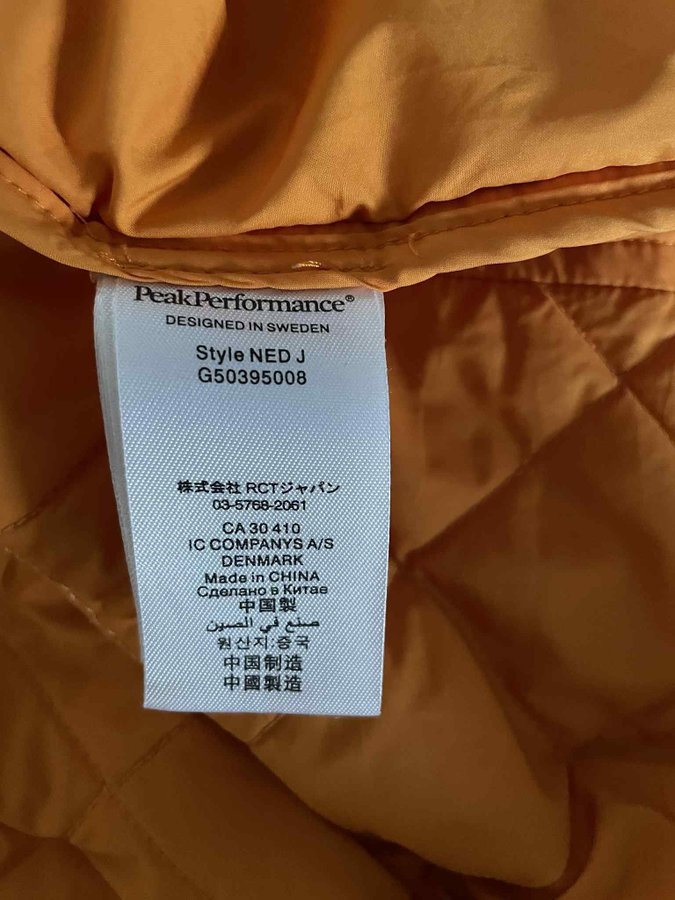 PeakPerformance®
DESIGNED IN SWEDEN
Style NED J
G50395008
株式会社 RCTジャパン
03-5768-2061
CA 30 410
IC COMPANYS A/S
DENMARK
Made in CHINA
Сделано в Китае
中国製
صنع في الصين
원산지:중국
中国制造
中國製造